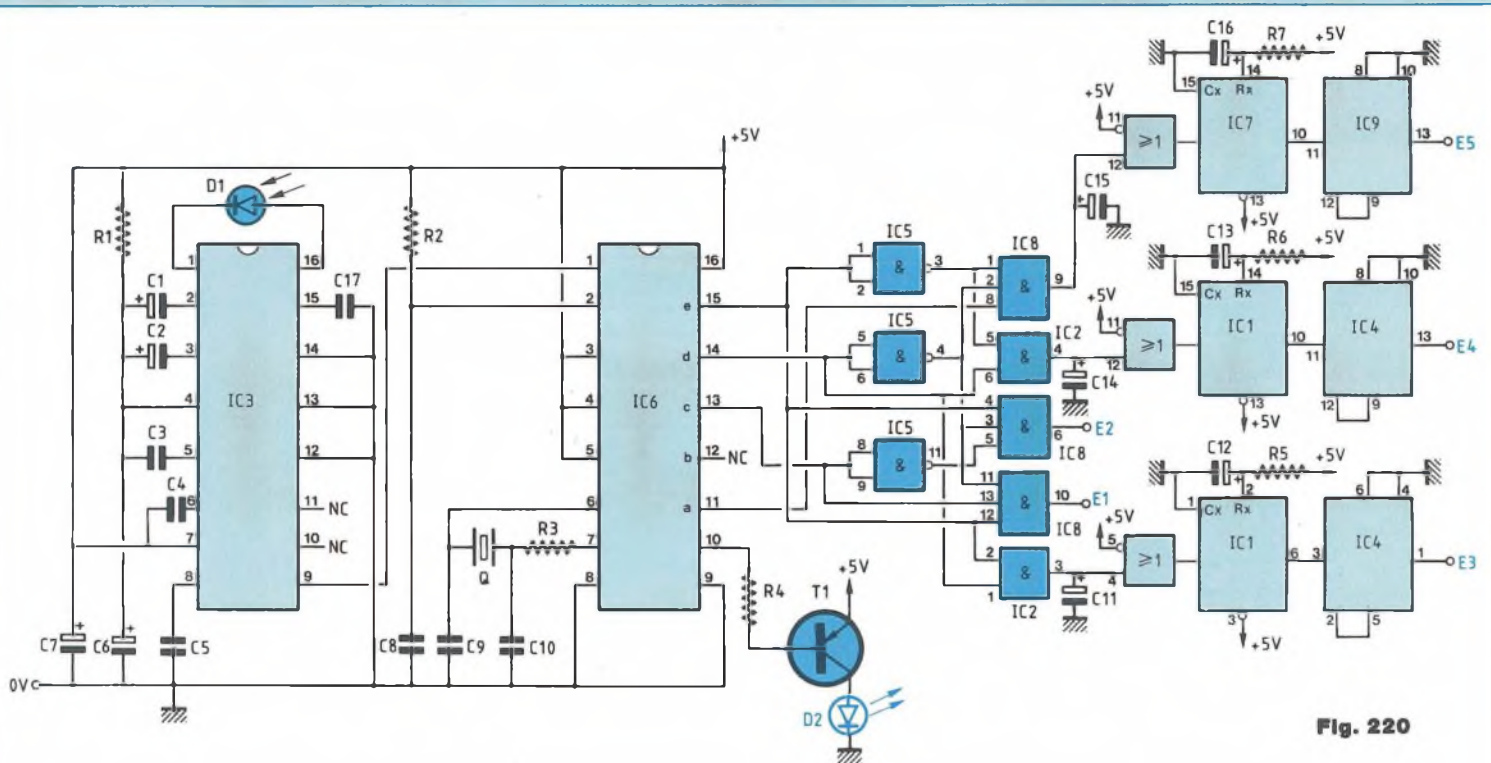 C16 R7 +5V
15 14 8 10
Cx Rx
+5V 11 ≥1 IC7 10 11 IC9 13 E5
12
C15 13 +5V 12 9
C13 R6 +5V
15 14 8 10
Cx Rx
+5V 11 ≥1 IC1 10 11 IC4 13 E4
12
13 +5V 12 9
C12 R5 +5V
1 2 6 4
Cx Rx
+5V 5 ≥1 IC1 6 3 IC4 1 E3
4
3 +5V 2 5
D1
R1
1 16
C1 + 2 15 C17
C2 + 3 14
4 IC3 13
C3 5 12
C4 6 11 NC
7 10 NC
8 9
C7 + C6 + C5
0V
+5V
R2
1 16
2 e 15
3 d 14
4 IC6 c 13
5 b 12 NC
6 a 11
Q R3 7 10
8 9
C8 C9 C10
R4 T1 +5V
D2
IC5
1 2 & 3
IC5
5 6 & 4
IC5
8 9 & 11
IC8
1 2 8 & 9
IC2
5 6 & 4
C14 +
4 3 5 & 6 E2
IC8
11 13 12 & 10 E1
IC8
2 1 & 3
IC2
C11 +
Fig. 220